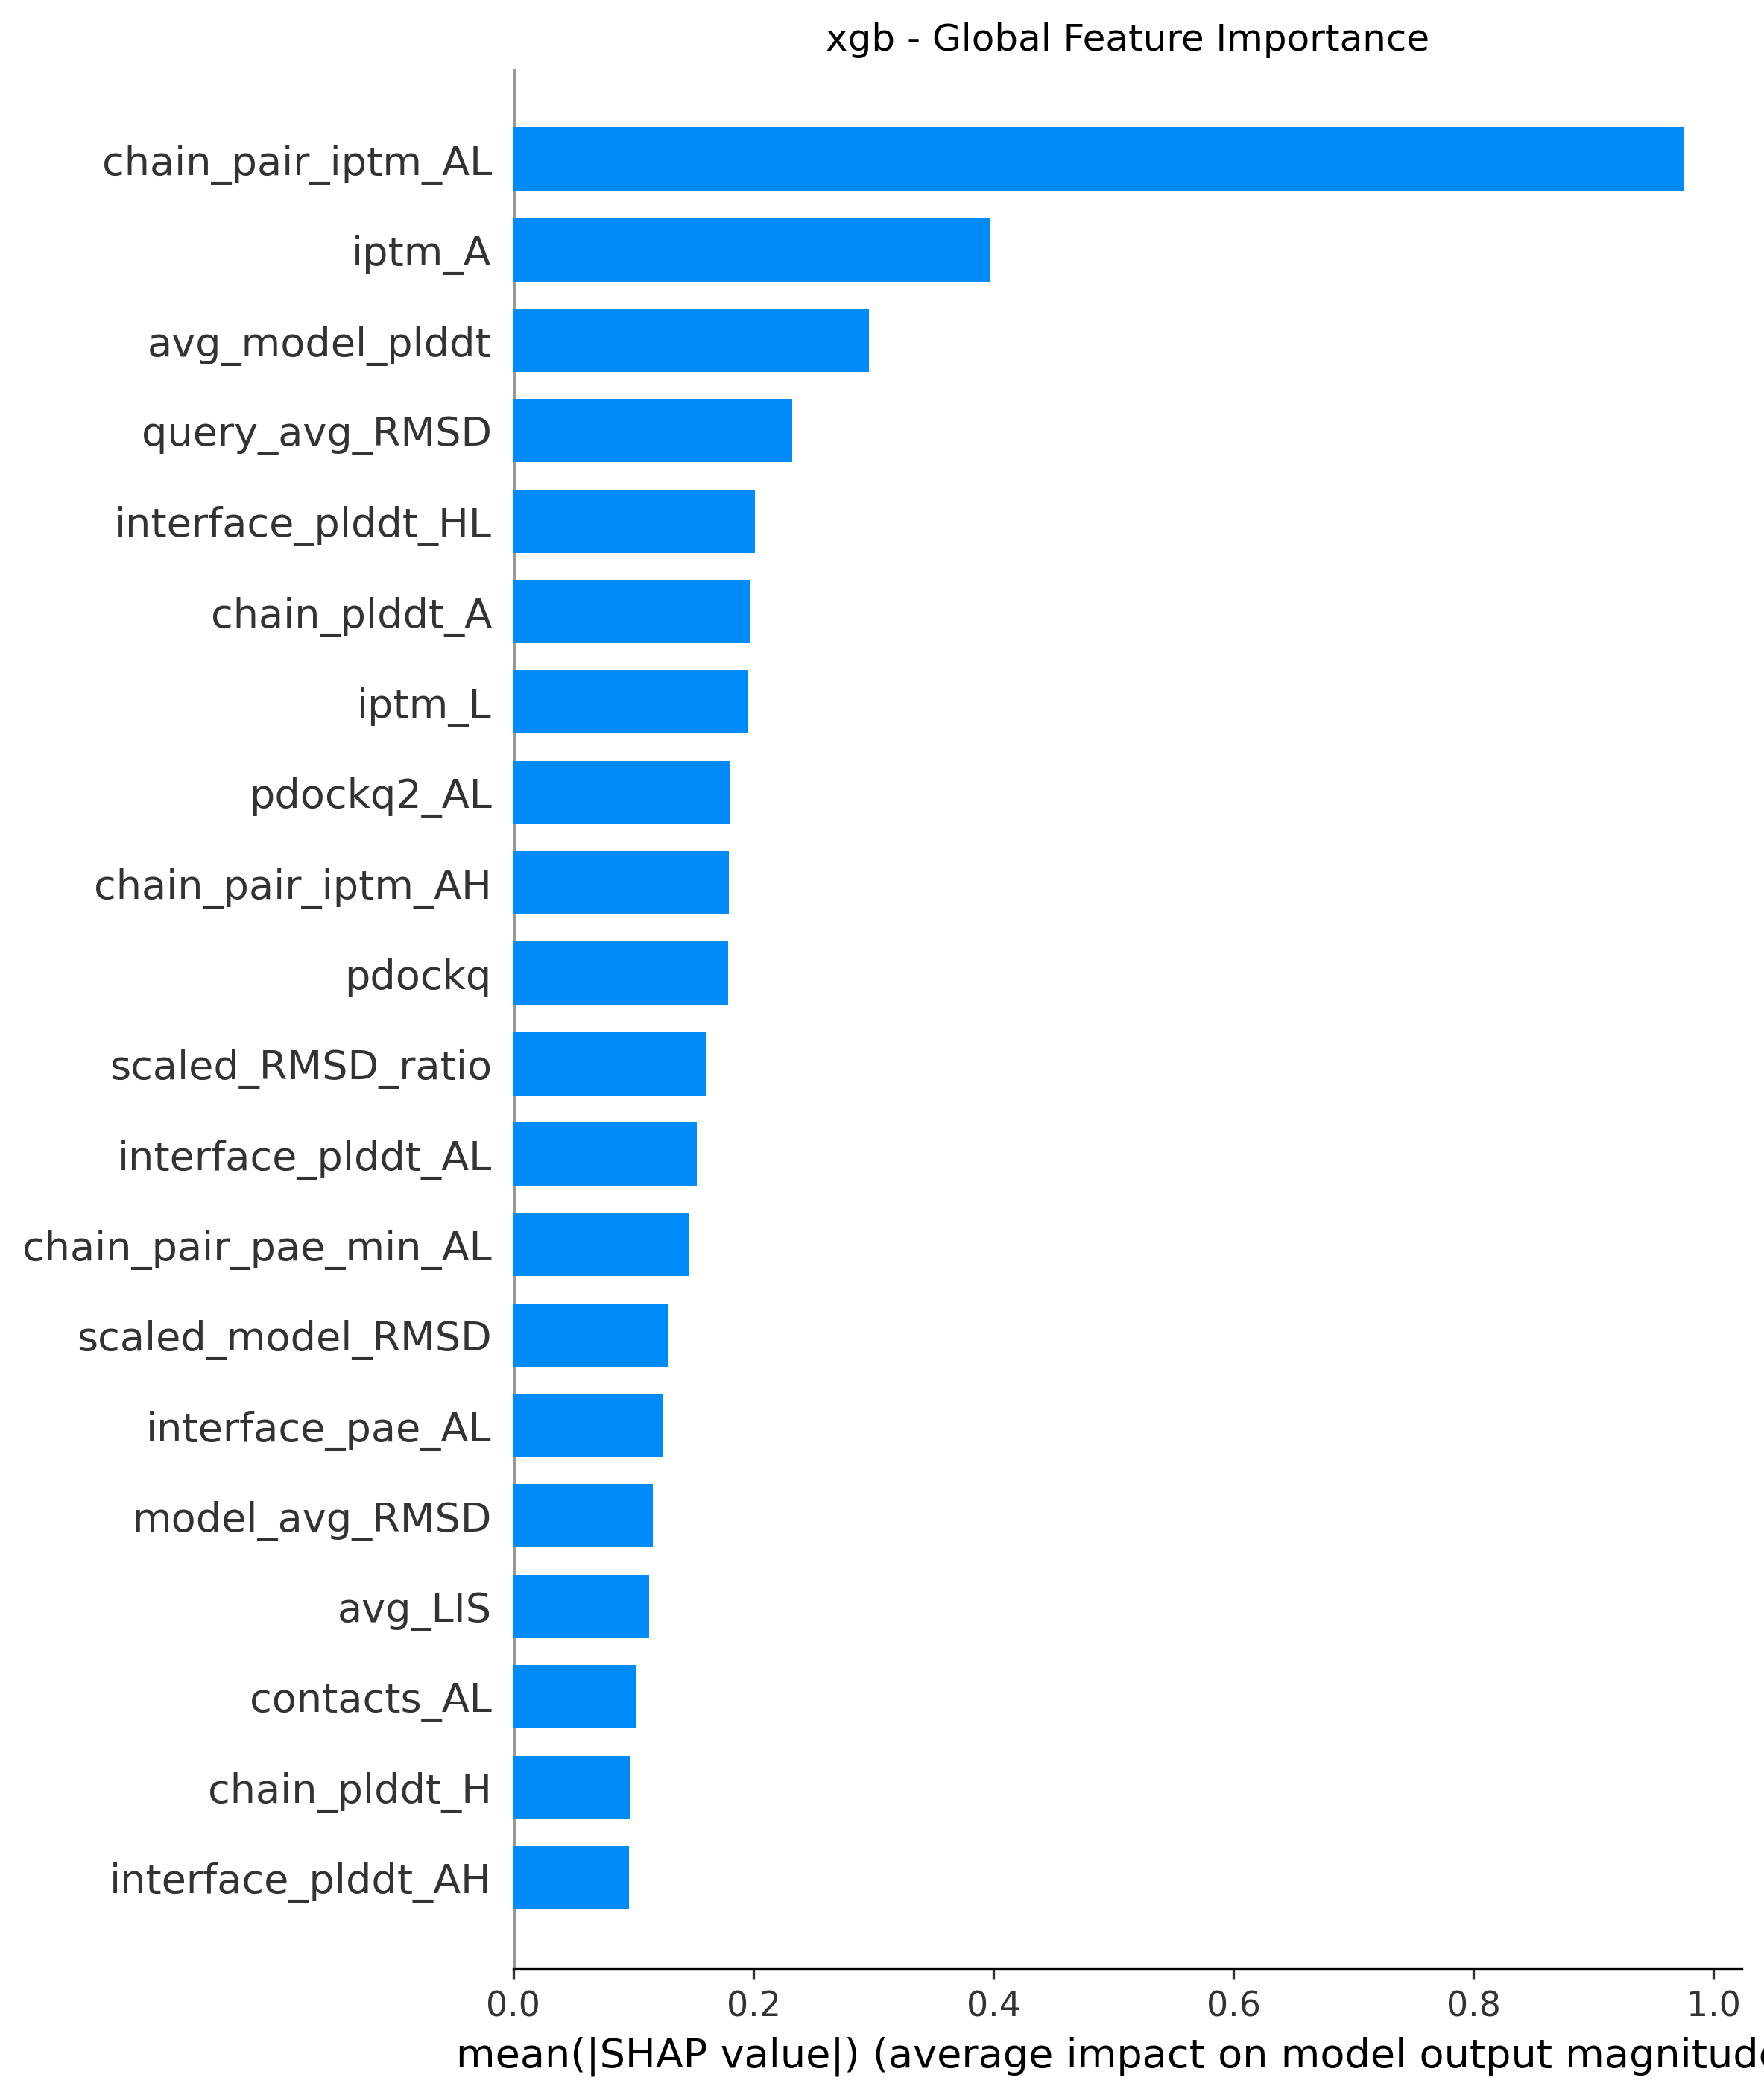 xgb - Global Feature Importance
chain_pair_iptm_AL
iptm_A
avg_model_plddt
query_avg_RMSD
interface_plddt_HL
chain_plddt_A
iptm_L
pdockq2_AL
chain_pair_iptm_AH
pdockq
scaled_RMSD_ratio
interface_plddt_AL
chain_pair_pae_min_AL
scaled_model_RMSD
interface_pae_AL
model_avg_RMSD
avg_LIS
contacts_AL
chain_plddt_H
interface_plddt_AH
0.0 0.2 0.4 0.6 0.8 1.0
mean(|SHAP value|) (average impact on model output magnitude